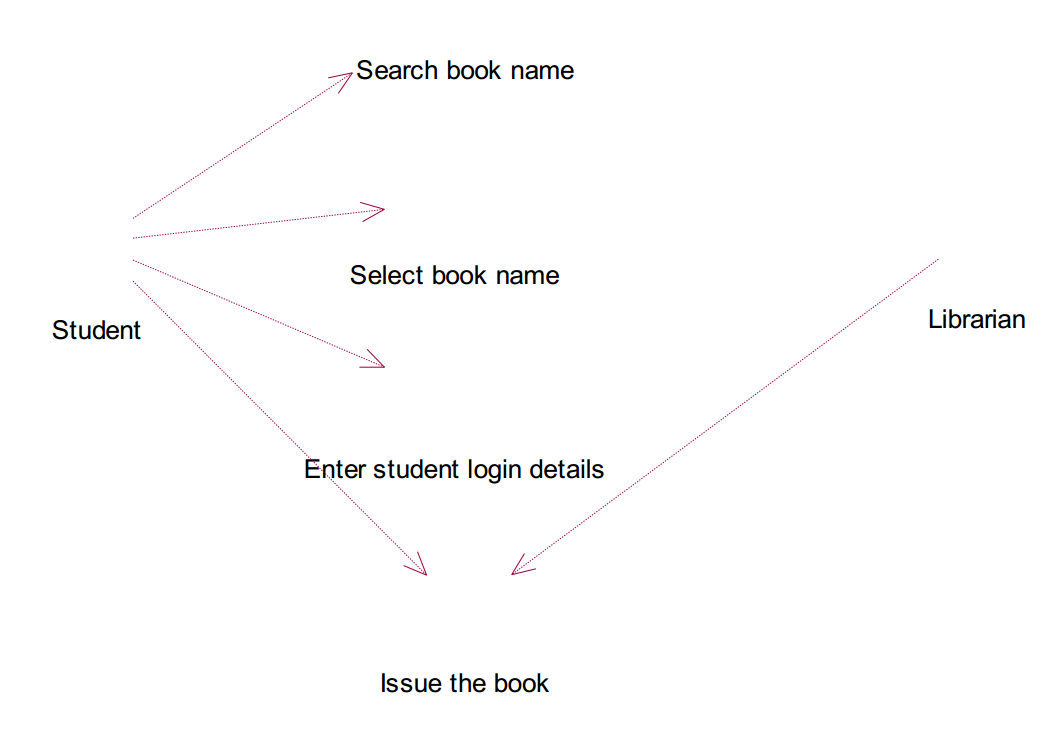 Search book name
Select book name
Student
Librarian
Enter student login details
Issue the book